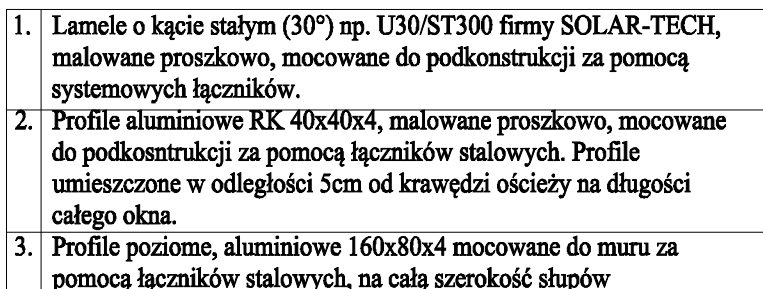 1. Lamele o kącie stałym (30°) np. U30/ST300 firmy SOLAR-TECH,
malowane proszkowo, mocowane do podkonstrukcji za pomocą
systemowych łączników.
2. Profile aluminiowe RK 40x40x4, malowane proszkowo, mocowane
do podkosntrukcji za pomocą łączników stalowych. Profile
umieszczone w odległości 5cm od krawędzi ościeży na długości
całego okna.
3. Profile poziome, aluminiowe 160x80x4 mocowane do muru za
pomocą łączników stalowych, na całą szerokość słupów